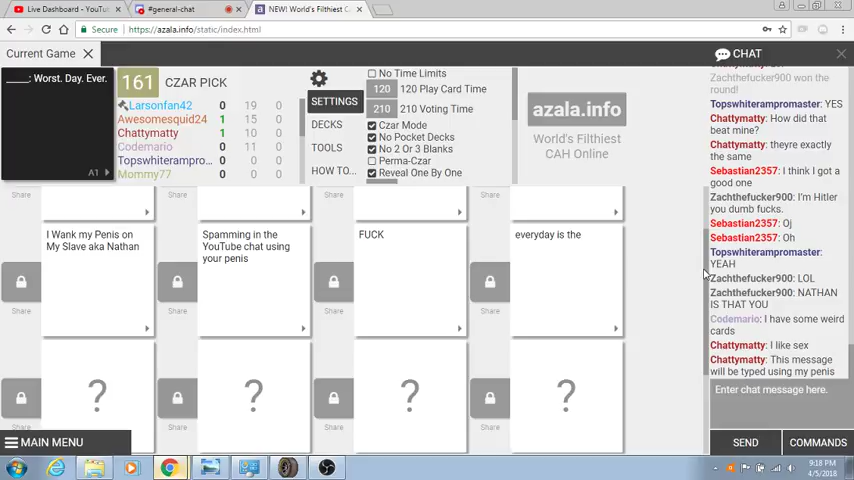 Live Dashboard - YouTu
#general-chat
NEW! World's Filthiest C
Secure
https://azala.info/static/index.html
Current Game
CHAT
____: Worst. Day. Ever.
A1
161 CZAR PICK
Larsonfan42 0 19 0
Awesomesquid24 1 15 0
Chattymatty 1 10 0
Codemario 0 11 0
Topswhiterampro... 0 0 0
Mommy77 0 0 0
SETTINGS
DECKS
TOOLS
HOW TO...
No Time Limits
120 120 Play Card Time
210 210 Voting Time
Czar Mode
No Pocket Decks
No 2 Or 3 Blanks
Perma-Czar
Reveal One By One
azala.info
World's Filthiest
CAH Online
Share
Share
Share
Share
I Wank my Penis on
My Slave aka Nathan
Spamming in the
YouTube chat using
your penis
FUCK
everyday is the
Share
Share
Share
Share
?
?
?
?
Share
Share
Share
Share
Zachthefucker900 won the
round!
Topswhiterampromaster: YES
Chattymatty: How did that
beat mine?
Chattymatty:
theyre exactly
the same
Sebastian2357: I think I got a
good one
Zachthefucker900: I'm Hitler
you dumb fucks.
Sebastian2357: Oj
Sebastian2357: Oh
Topswhiterampromaster:
YEAH
Zachthefucker900: LOL
Zachthefucker900: NATHAN
IS THAT YOU
Codemario: I have some weird
cards
Chattymatty: I like sex
Chattymatty: This message
will be typed using my penis
Enter chat message here.
SEND
COMMANDS
MAIN MENU
9:18 PM
4/5/2018